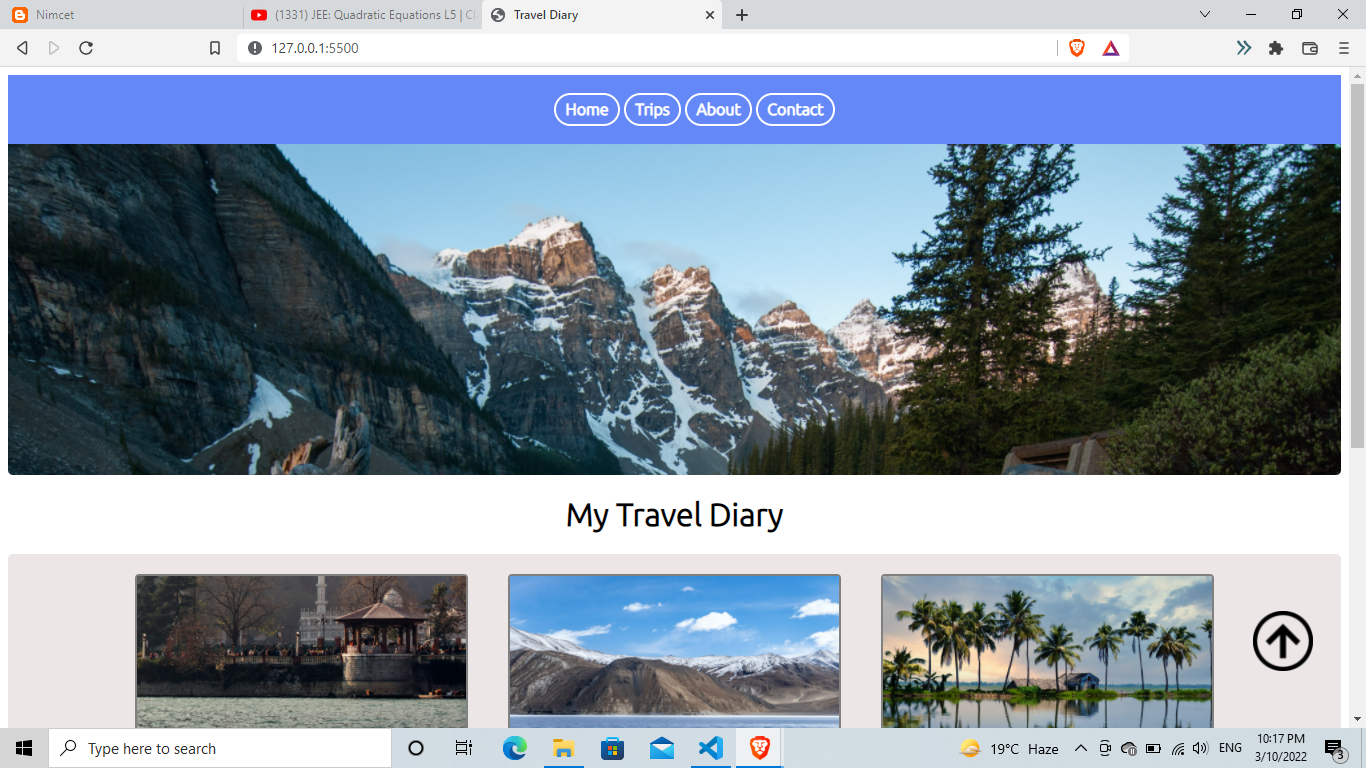 Nimcet
(1331) JEE: Quadratic Equations L5 |
Travel Diary
127.0.0.1:5500
Home Trips About Contact
My Travel Diary
Type here to search
19°C Haze
ENG
10:17 PM
3/10/2022
3